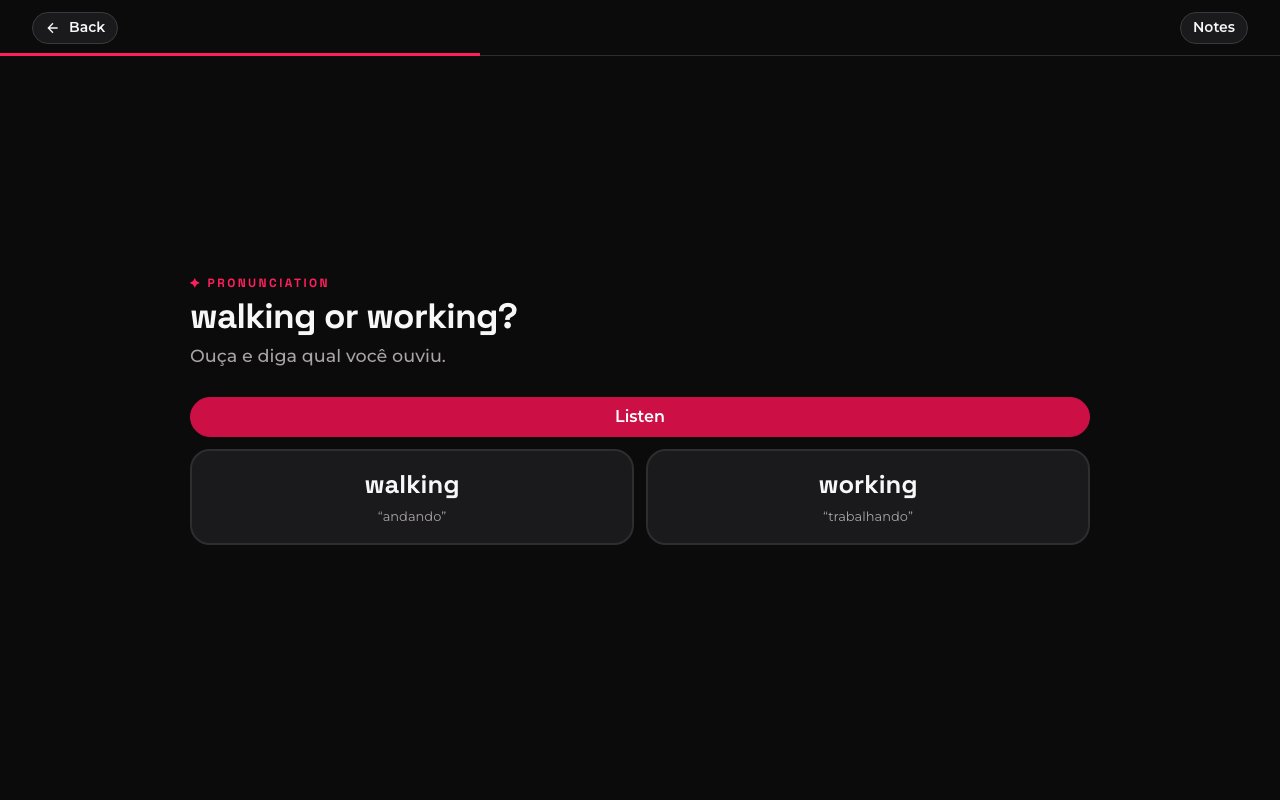 Back
Notes
PRONUNCIATION
walking or working?
Ouça e diga qual você ouviu.
Listen
walking
working
“andando”
“trabalhando”